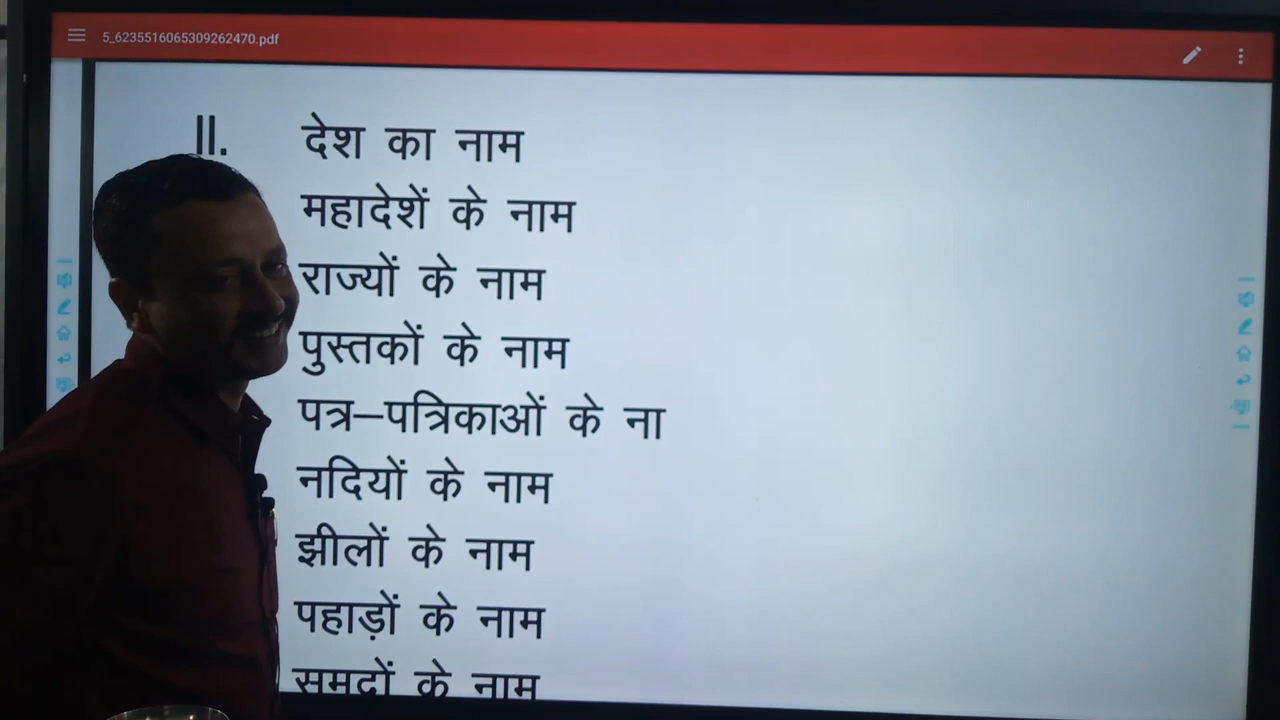 5_6235516065309262470.pdf
II. देश का नाम
महादेशें के नाम
राज्यों के नाम
पुस्तकों के नाम
पत्र–पत्रिकाओं के ना
नदियों के नाम
झीलों के नाम
पहाड़ों के नाम
समुद्रों के नाम